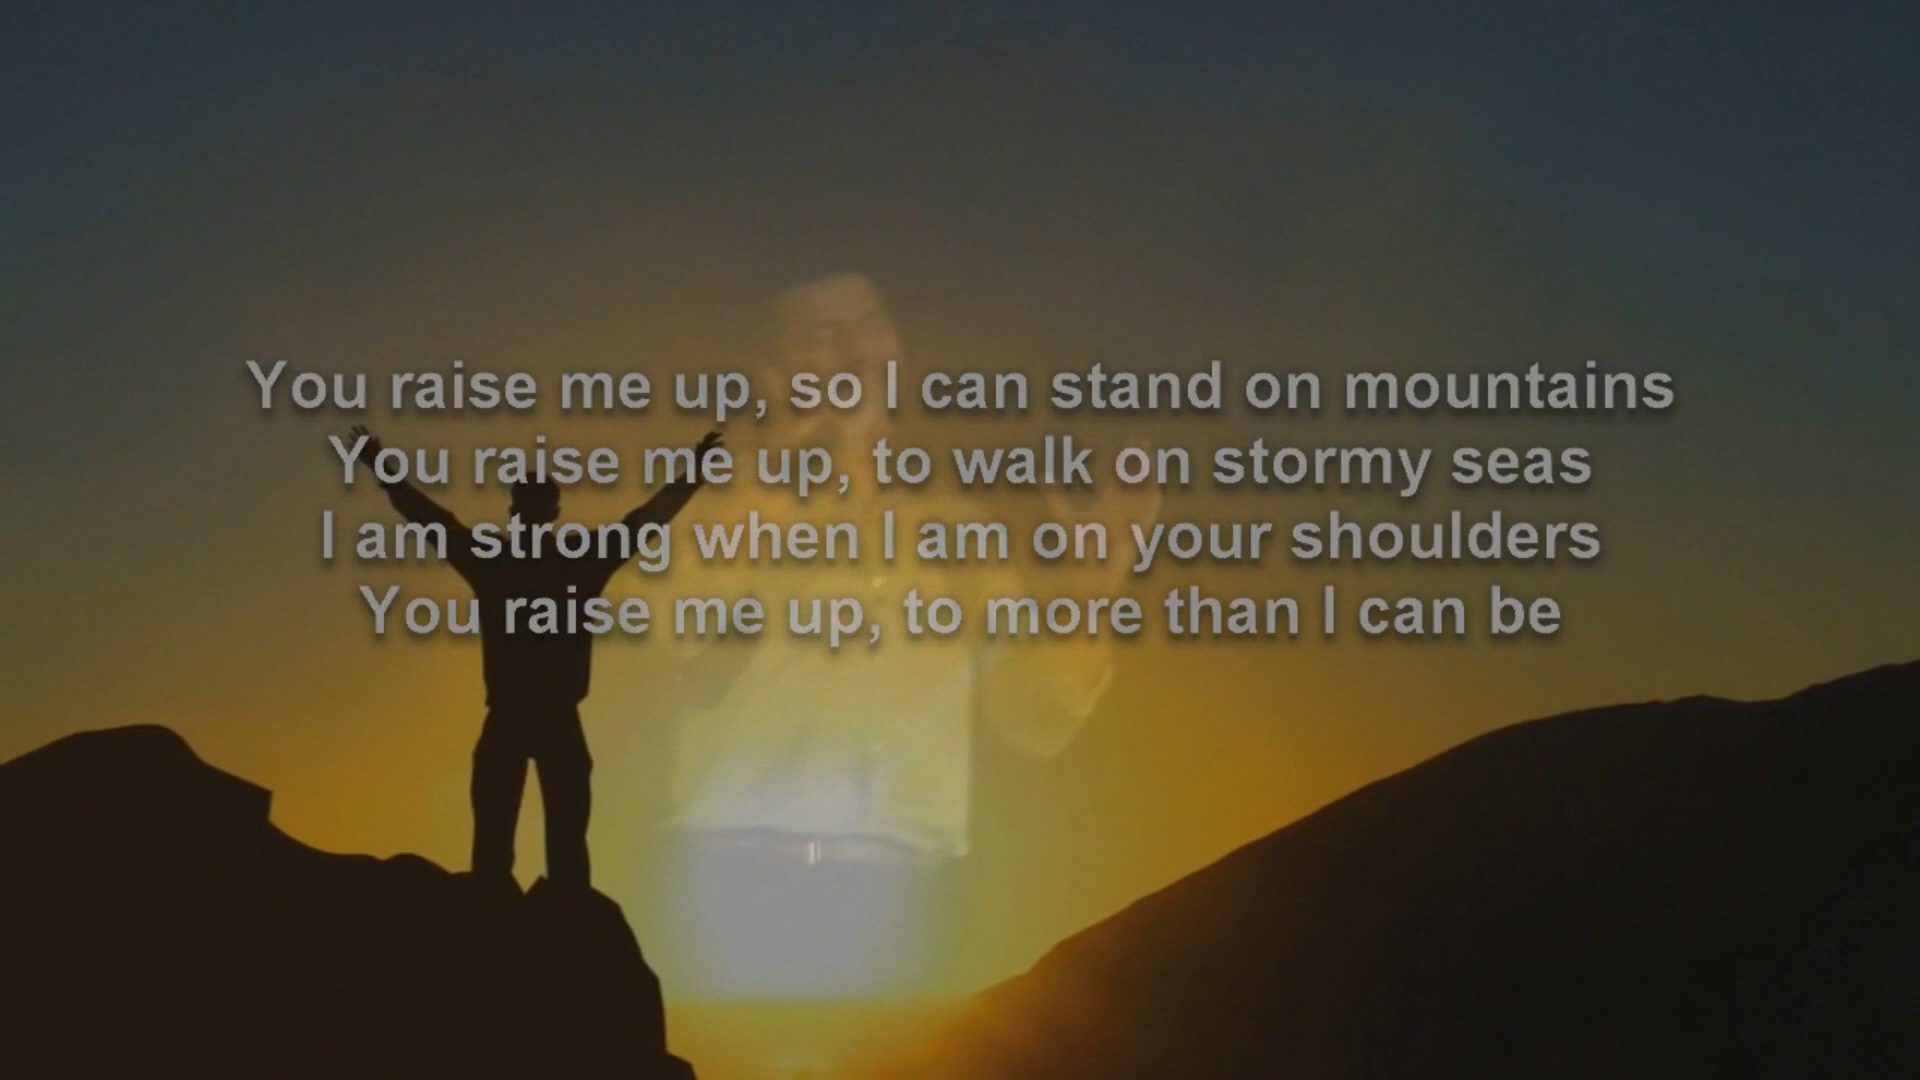 You raise me up, so I can stand on mountains
You raise me up, to walk on stormy seas
I am strong when I am on your shoulders
You raise me up, to more than I can be